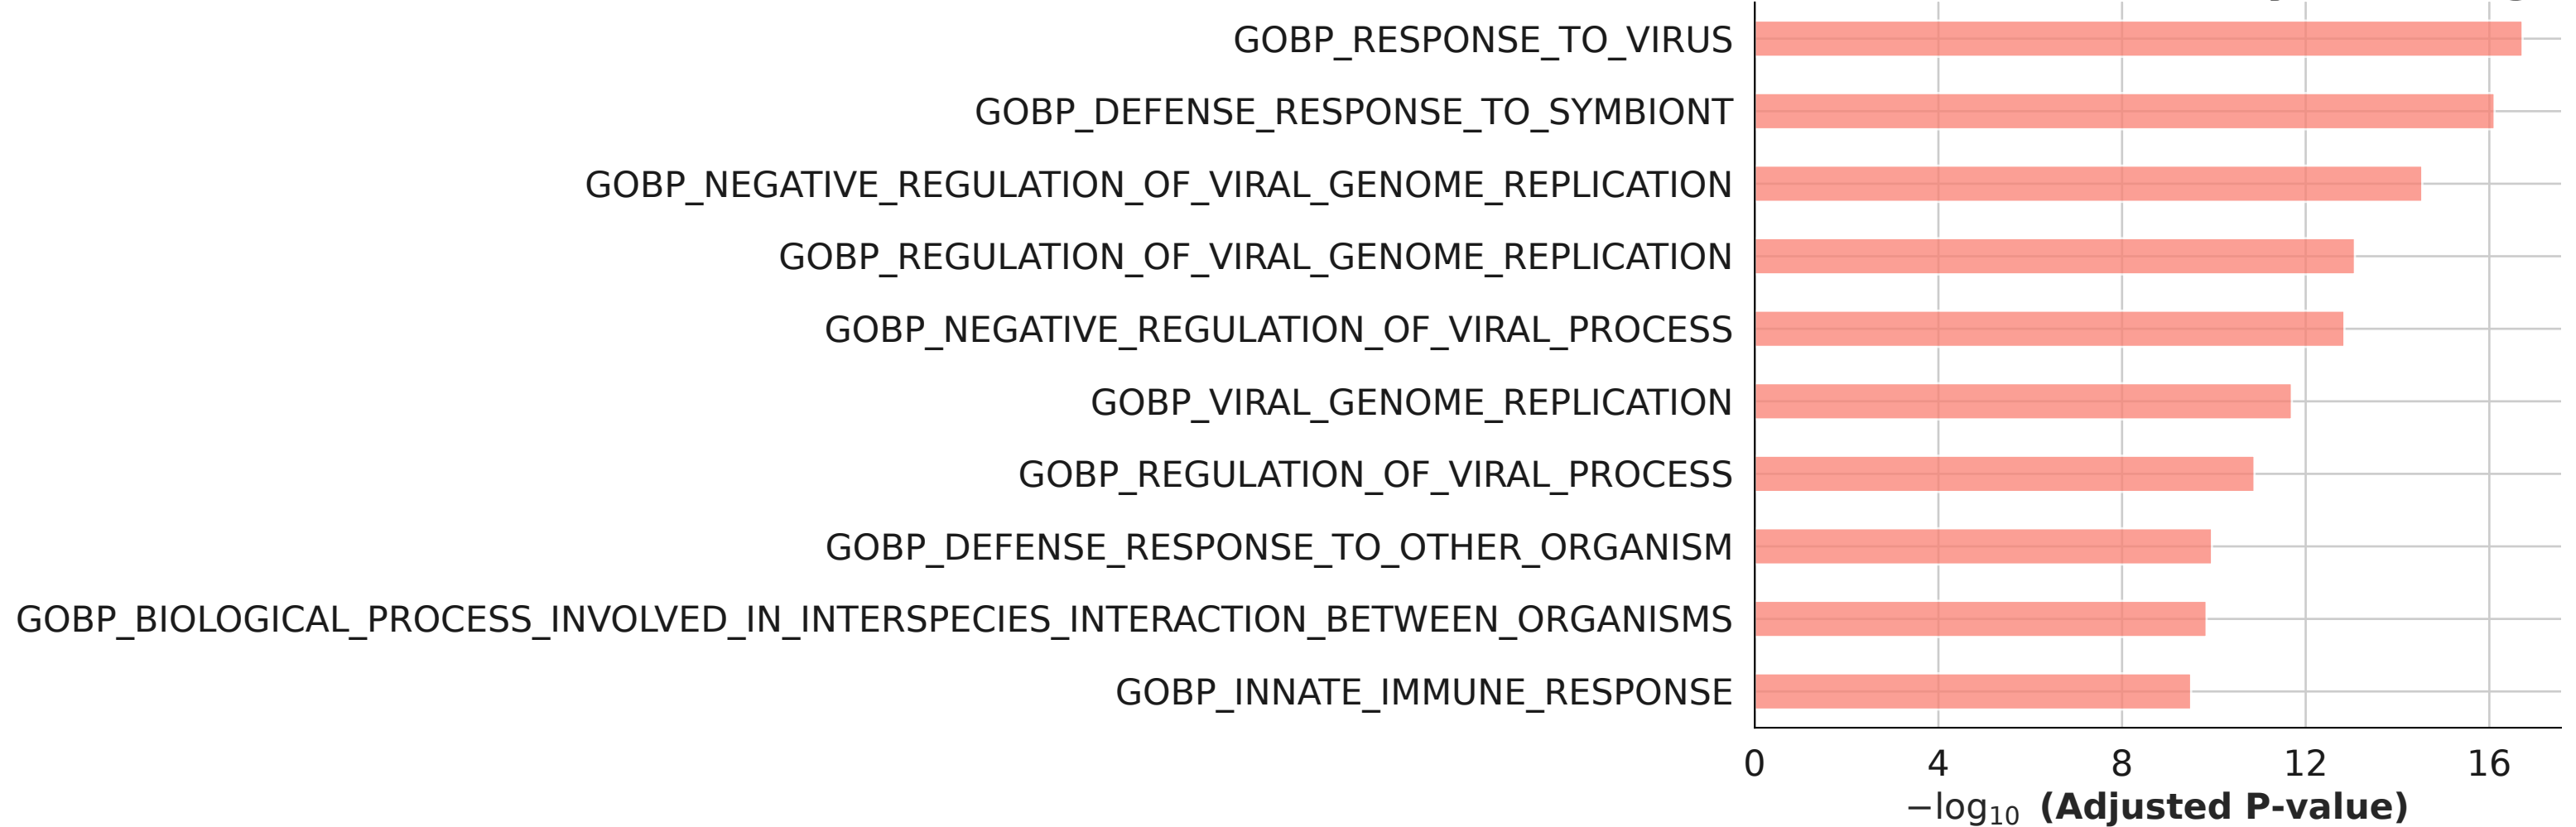 GOBP_RESPONSE_TO_VIRUS
GOBP_DEFENSE_RESPONSE_TO_SYMBIONT
GOBP_NEGATIVE_REGULATION_OF_VIRAL_GENOME_REPLICATION
GOBP_REGULATION_OF_VIRAL_GENOME_REPLICATION
GOBP_NEGATIVE_REGULATION_OF_VIRAL_PROCESS
GOBP_VIRAL_GENOME_REPLICATION
GOBP_REGULATION_OF_VIRAL_PROCESS
GOBP_DEFENSE_RESPONSE_TO_OTHER_ORGANISM
GOBP_BIOLOGICAL_PROCESS_INVOLVED_IN_INTERSPECIES_INTERACTION_BETWEEN_ORGANISMS
GOBP_INNATE_IMMUNE_RESPONSE
0 4 8 12 16
−log₁₀ (Adjusted P-value)